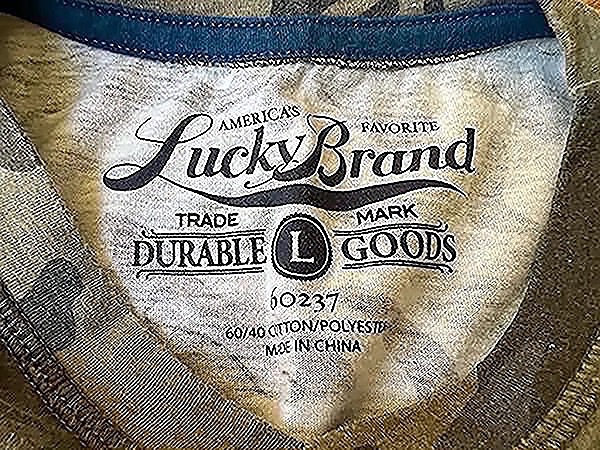 AMERICA'S FAVORITE
Lucky Brand
TRADE MARK
DURABLE L GOODS
60237
60/40 COTTON/POLYESTER
MADE IN CHINA